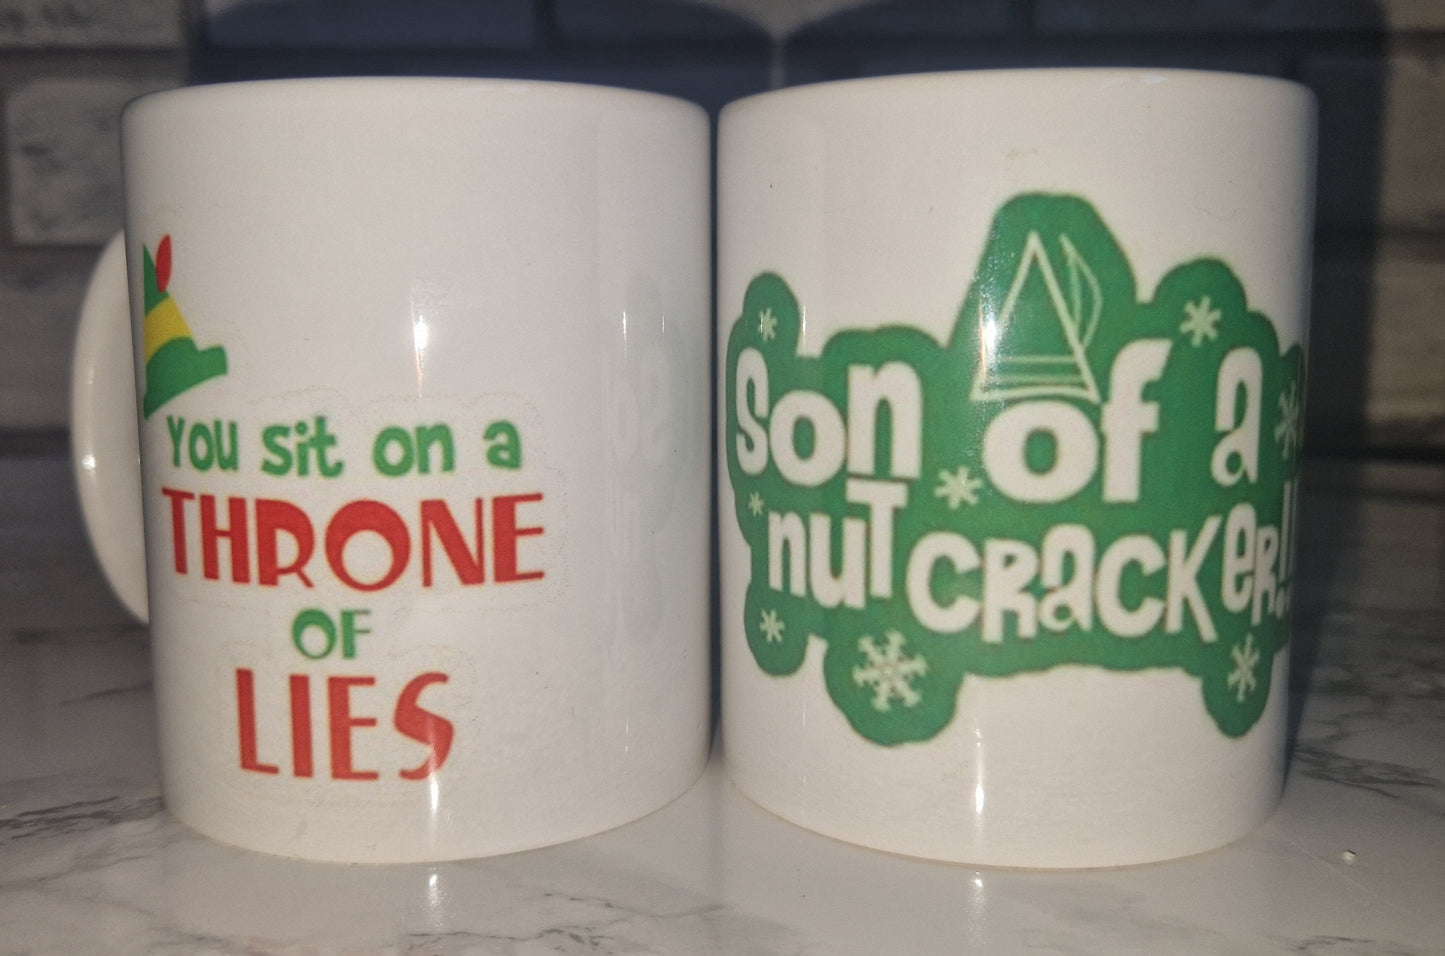 You sit on a
THRONE
OF
LIES
Son of a
nutcracker!!